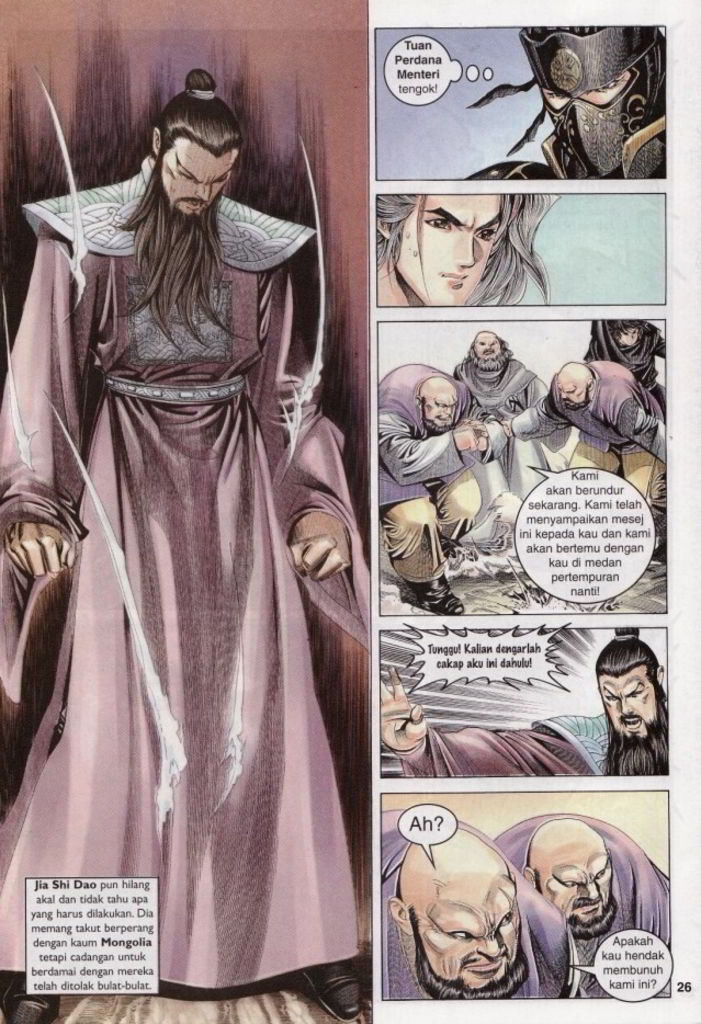 Jia Shi Dao pun hilang
akal dan tidak tahu apa
yang harus dilakukan. Dia
memang takut berperang
dengan kaum Mongolia
tetapi cadangan untuk
berdamai dengan mereka
telah ditolak bulat-bulat.
Tuan
Perdana
Menteri
tengok!
Kami
akan berundur
sekarang. Kami telah
menyampaikan mesej
ini kepada kau dan kami
akan bertemu dengan
kau di medan
pertempuran
nanti!
Tunggu! Kalian dengarlah
cakap aku ini dahulu!
Ah?
Apakah
kau hendak
membunuh
kami ini?
26